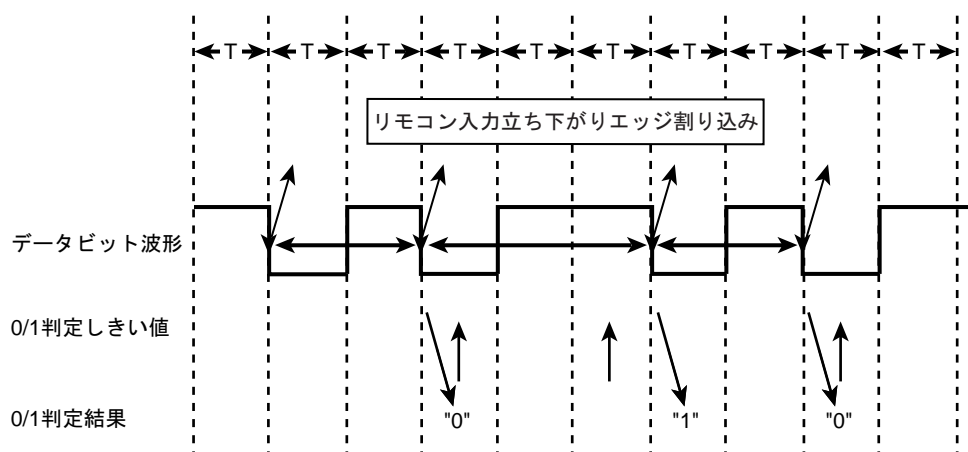 T T T T T T T T T T
リモコン入力立ち下がりエッジ割り込み
データビット波形
0/1判定しきい値
0/1判定結果 "0" "1" "0"